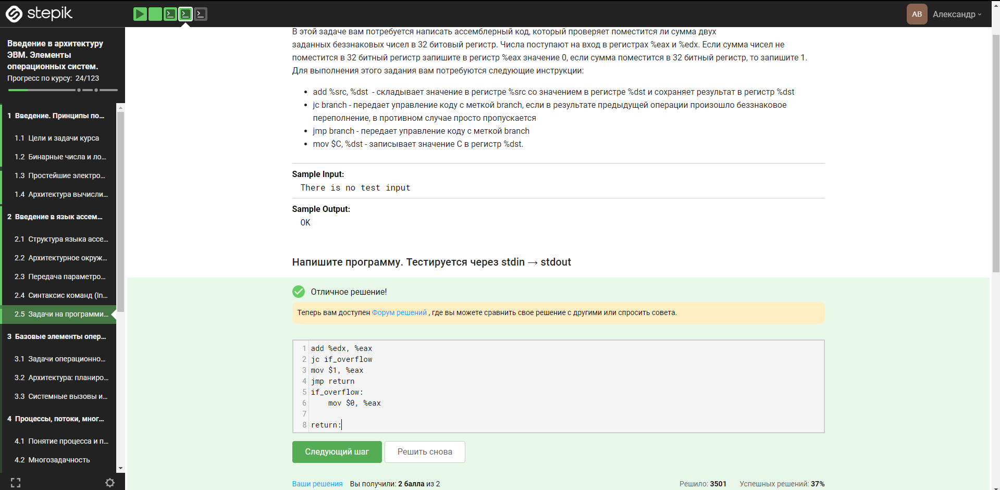 stepik
АВ Александр
Введение в архитектуру
ЭВМ. Элементы
операционных систем.
Прогресс по курсу: 24/123
1 Введение. Принципы по...
1.1 Цели и задачи курса
1.2 Бинарные числа и ло...
1.3 Простейшие электро...
1.4 Архитектура вычисли...
2 Введение в язык ассем...
2.1 Структура языка ассе...
2.2 Архитектурное окруж...
2.3 Передача параметро...
2.4 Синтаксис команд (In...
2.5 Задачи на программи...
3 Базовые элементы опер...
3.1 Задачи операционно...
3.2 Архитектура: планиро...
3.3 Системные вызовы и...
4 Процессы, потоки, мног...
4.1 Понятие процесса и п...
4.2 Многозадачность
В этой задаче вам потребуется написать ассемблерный код, который проверяет поместится ли сумма двух
заданных беззнаковых чисел в 32 битовый регистр. Числа поступают на вход в регистрах %eax и %edx. Если сумма чисел не
поместится в 32 битный регистр запишите в регистр %eax значение 0, если сумма поместится в 32 битный регистр, то запишите 1.
Для выполнения этого задания вам потребуются следующие инструкции:
• add %src, %dst - складывает значение в регистре %src со значением в регистре %dst и сохраняет результат в регистр %dst
• jc branch - передает управление коду с меткой branch, если в результате предыдущей операции произошло беззнаковое
переполнение, в противном случае просто пропускается
• jmp branch - передает управление коду с меткой branch
• mov $C, %dst - записывает значение C в регистр %dst.
Sample Input:
There is no test input
Sample Output:
OK
Напишите программу. Тестируется через stdin → stdout
Отличное решение!
Теперь вам доступен Форум решений , где вы можете сравнить свое решение с другими или спросить совета.
1 add %edx, %eax
2 jc if_overflow
3 mov $1, %eax
4 jmp return
5 if_overflow:
6     mov $0, %eax
7
8 return:
Следующий шаг Решить снова
Ваши решения Вы получили: 2 балла из 2 Решило: 3501 Успешных решений: 37%